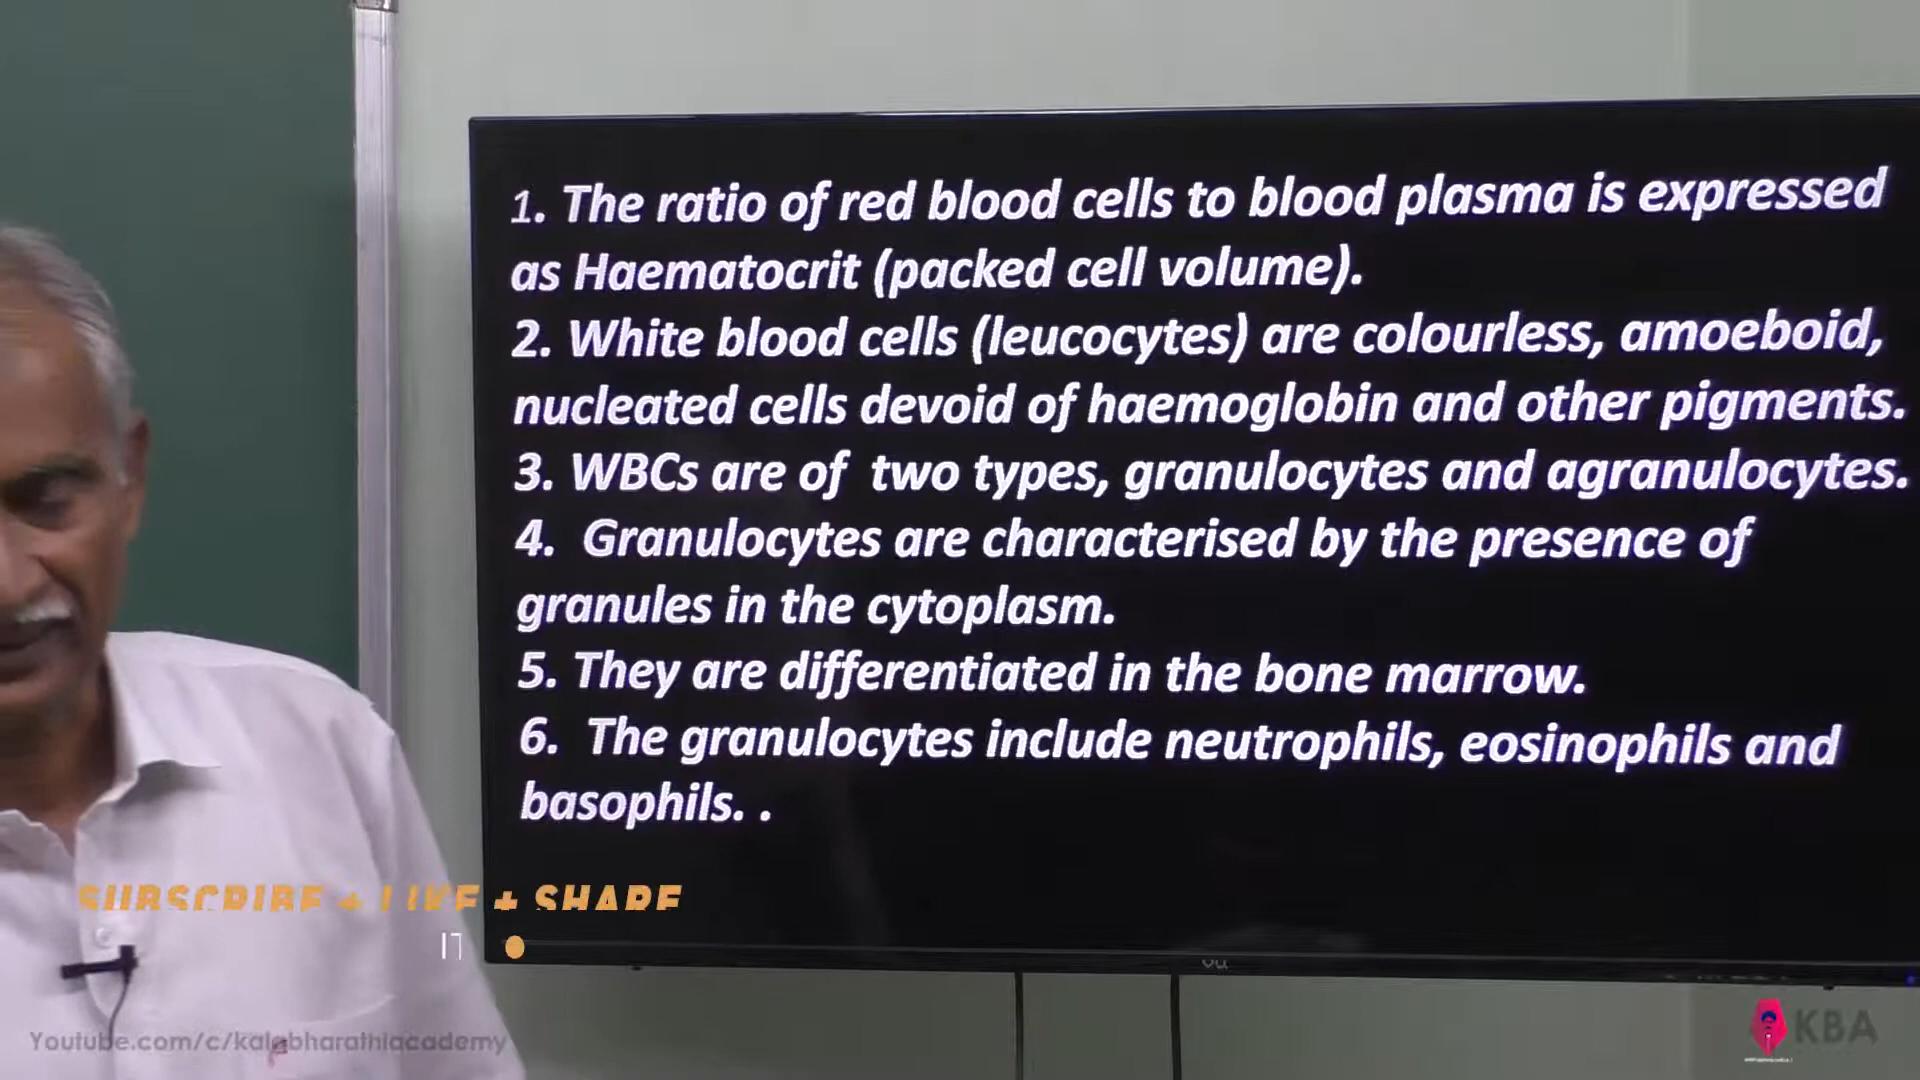 1. The ratio of red blood cells to blood plasma is expressed
as Haematocrit (packed cell volume).
2. White blood cells (leucocytes) are colourless, amoeboid,
nucleated cells devoid of haemoglobin and other pigments.
3. WBCs are of two types, granulocytes and agranulocytes.
4. Granulocytes are characterised by the presence of
granules in the cytoplasm.
5. They are differentiated in the bone marrow.
6. The granulocytes include neutrophils, eosinophils and
basophils. .
SUBSCRIBE + LIKE + SHARE
Youtube.com/c/kalabharathiacademy
KBA